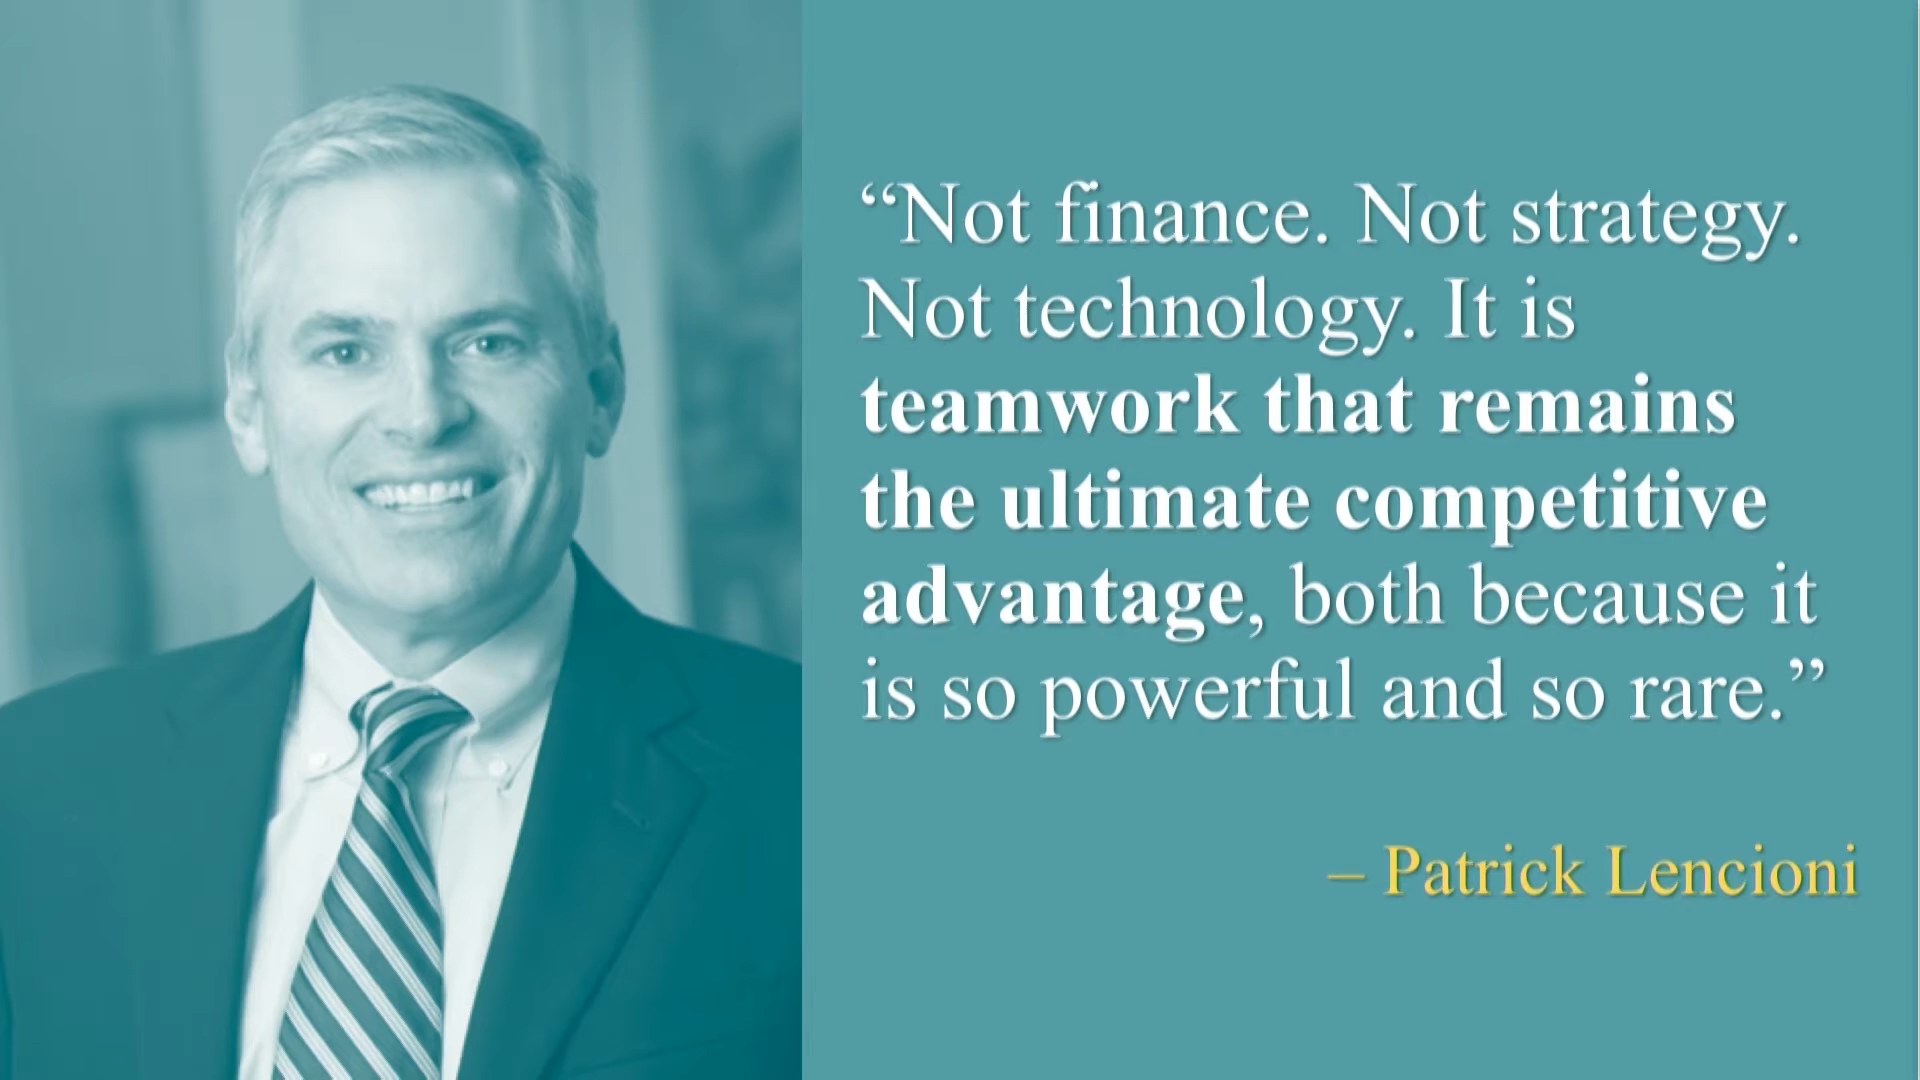 “Not finance. Not strategy.
Not technology. It is
teamwork that remains
the ultimate competitive
advantage, both because it
is so powerful and so rare.”
– Patrick Lencioni